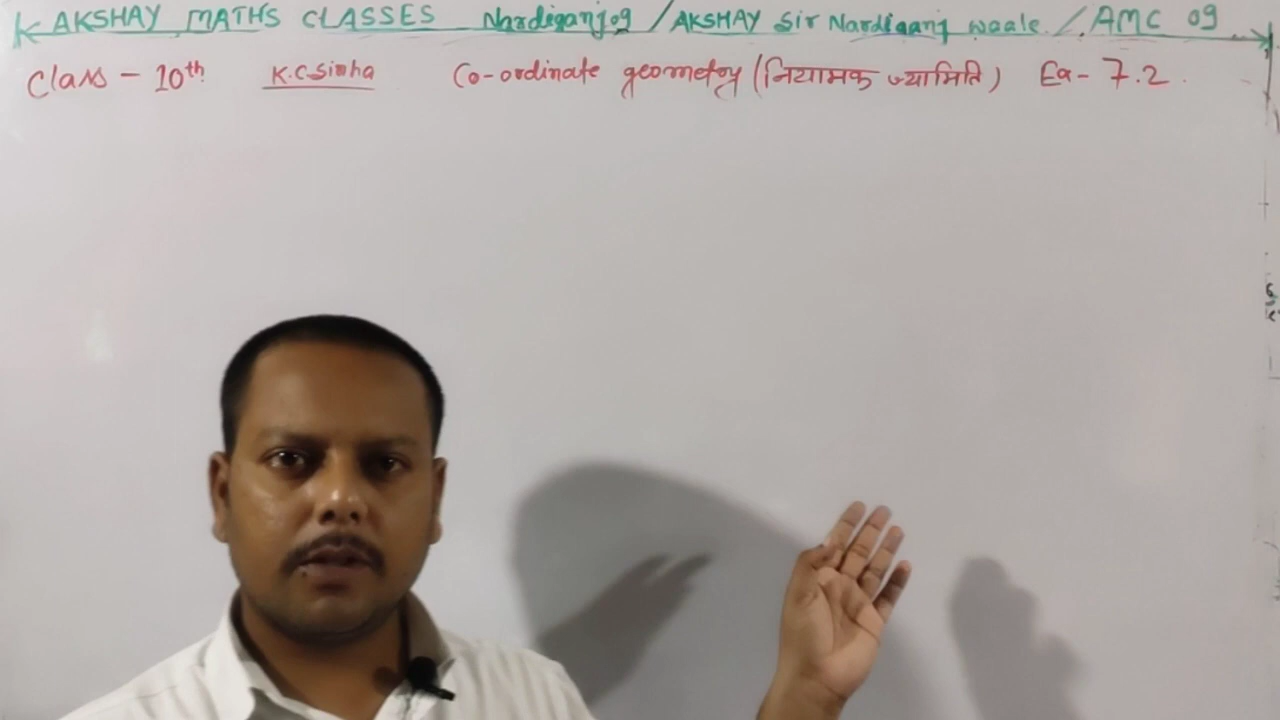 AKSHAY MATHS CLASSES Nardiganj09 / AKSHAY Sir Nardiganj waale / AMC 09
Class - 10th K.C.Sinha Co-ordinate geometry (नियामक ज्यामिति) Ex- 7.2.